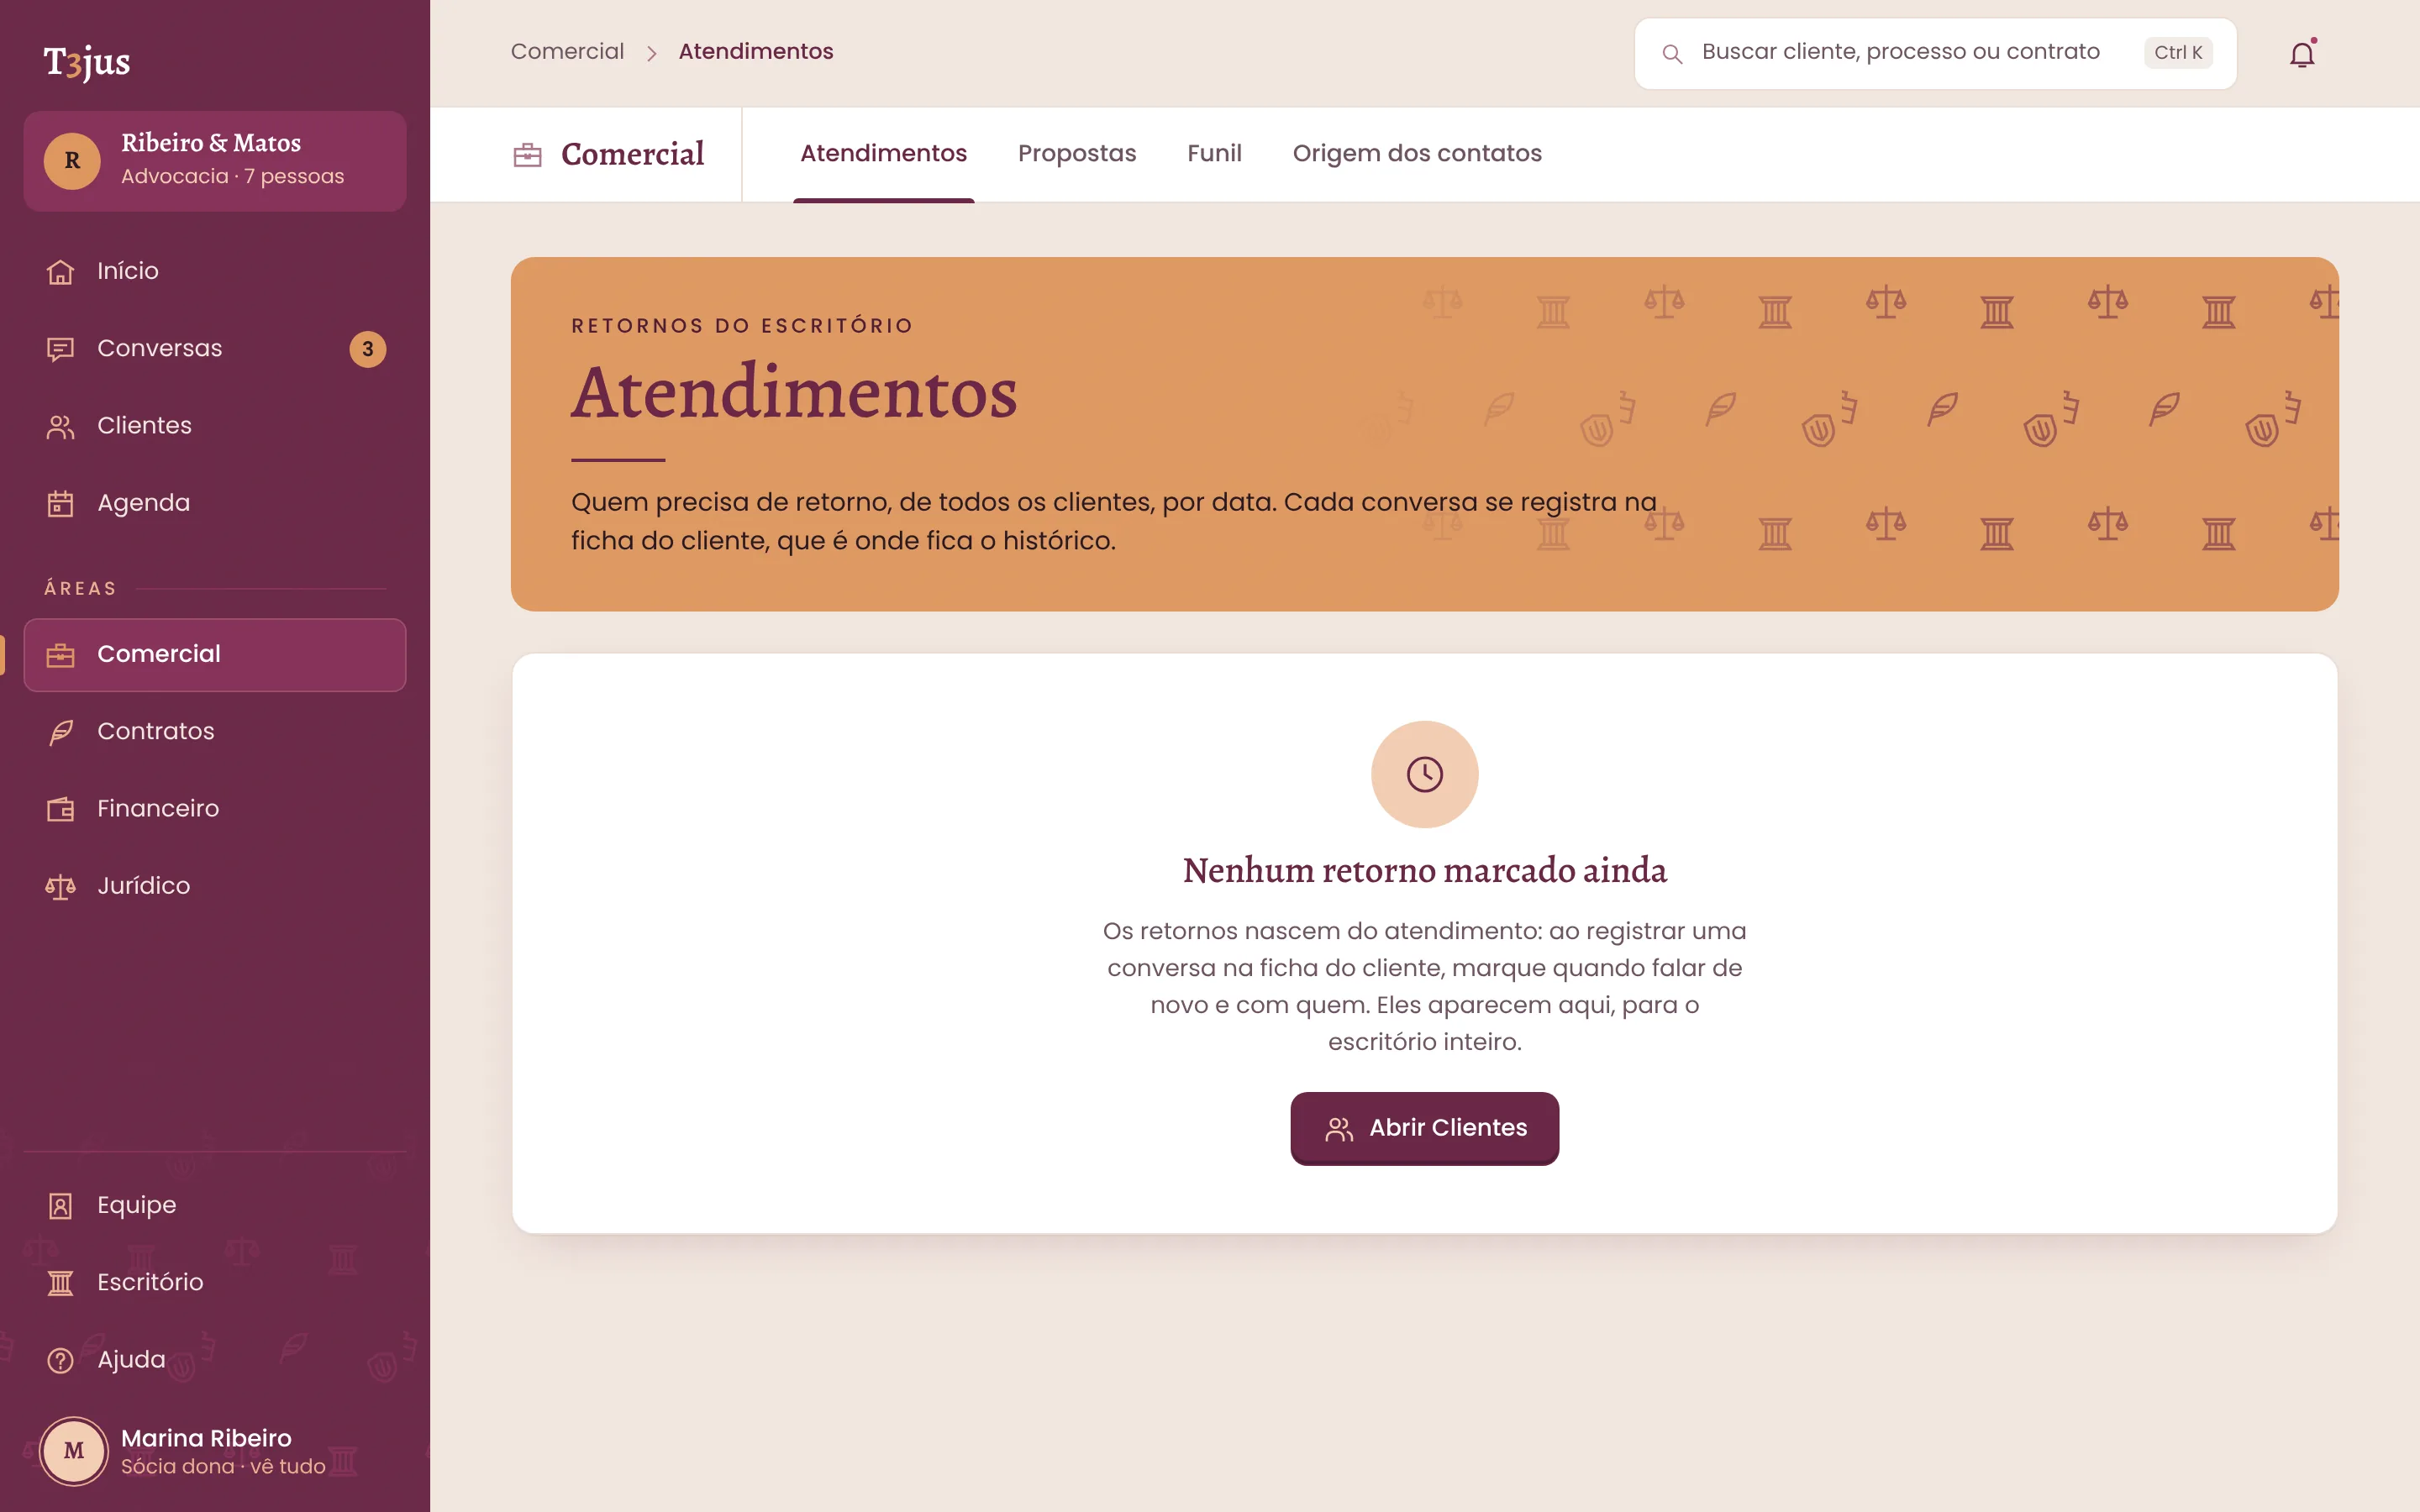 T3jus
R
Ribeiro & Matos
Advocacia · 7 pessoas
Início
Conversas
3
Clientes
Agenda
ÁREAS
Comercial
Contratos
Financeiro
Jurídico
Equipe
Escritório
Ajuda
M
Marina Ribeiro
Sócia dona · vê tudo
Comercial
Atendimentos
Buscar cliente, processo ou contrato
Ctrl K
Comercial
Atendimentos
Propostas
Funil
Origem dos contatos
RETORNOS DO ESCRITÓRIO
Atendimentos
Quem precisa de retorno, de todos os clientes, por data. Cada conversa se registra na
ficha do cliente, que é onde fica o histórico.
Nenhum retorno marcado ainda
Os retornos nascem do atendimento: ao registrar uma
conversa na ficha do cliente, marque quando falar de
novo e com quem. Eles aparecem aqui, para o
escritório inteiro.
Abrir Clientes